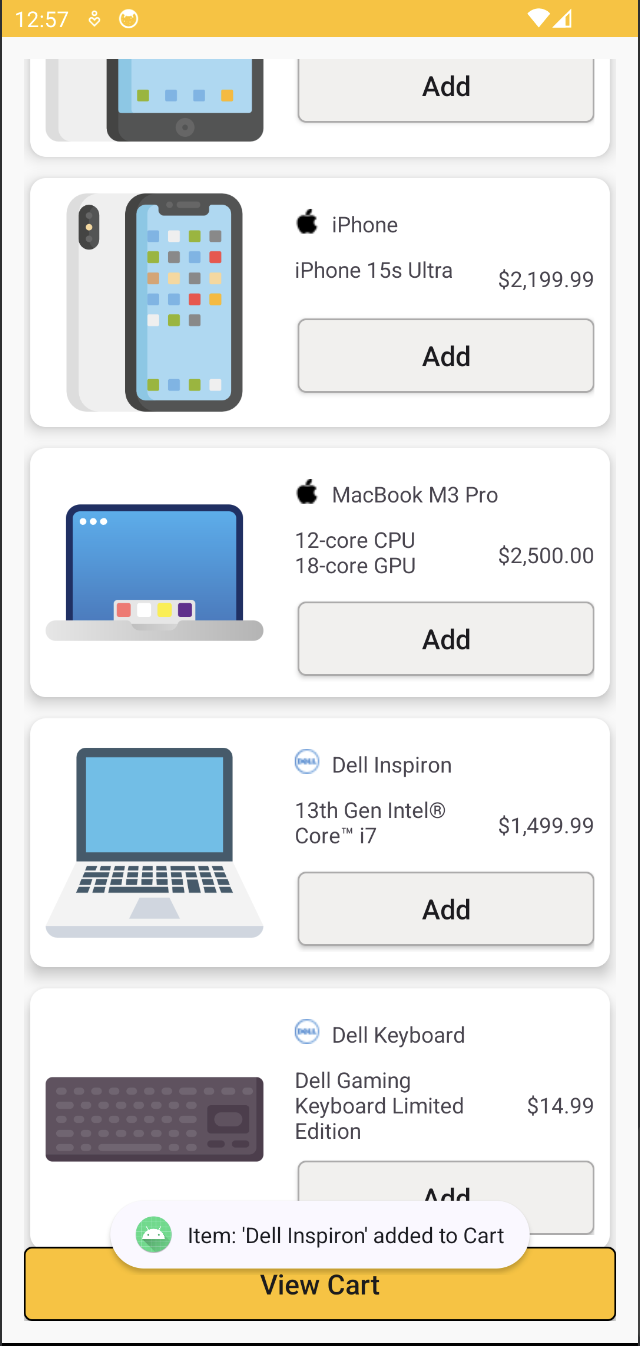 12:57
Add
iPhone
iPhone 15s Ultra
$2,199.99
Add
MacBook M3 Pro
12-core CPU
18-core GPU
$2,500.00
Add
DELL
Dell Inspiron
13th Gen Intel®
Core™ i7
$1,499.99
Add
DELL
Dell Keyboard
Dell Gaming
Keyboard Limited
Edition
$14.99
Add
Item: 'Dell Inspiron' added to Cart
View Cart